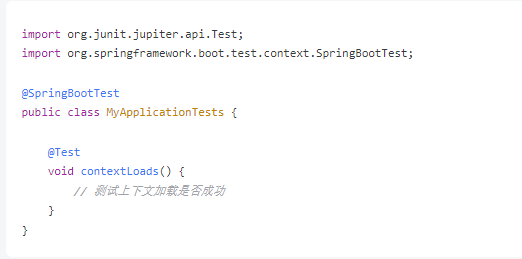 import org.junit.jupiter.api.Test;
import org.springframework.boot.test.context.SpringBootTest;
@SpringBootTest
public class MyApplicationTests {
@Test
void contextLoads() {
// 测试上下文加载是否成功
}
}